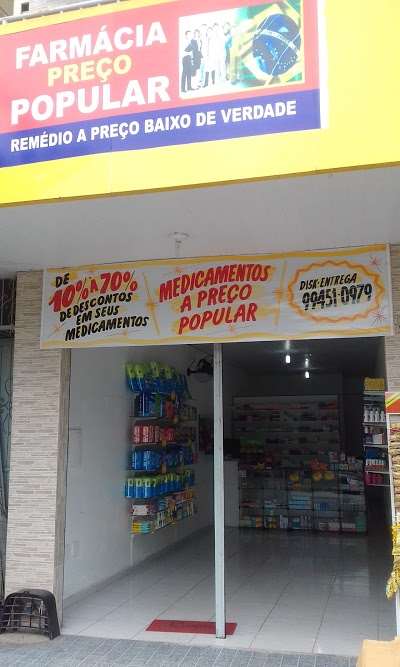 FARMÁCIA
PREÇO
POPULAR
REMÉDIO A PREÇO BAIXO DE VERDADE
DE
10% A 70%
DE DESCONTOS
EM SEUS
MEDICAMENTOS
MEDICAMENTOS
A PREÇO
POPULAR
DISK-ENTREGA
99451-0979